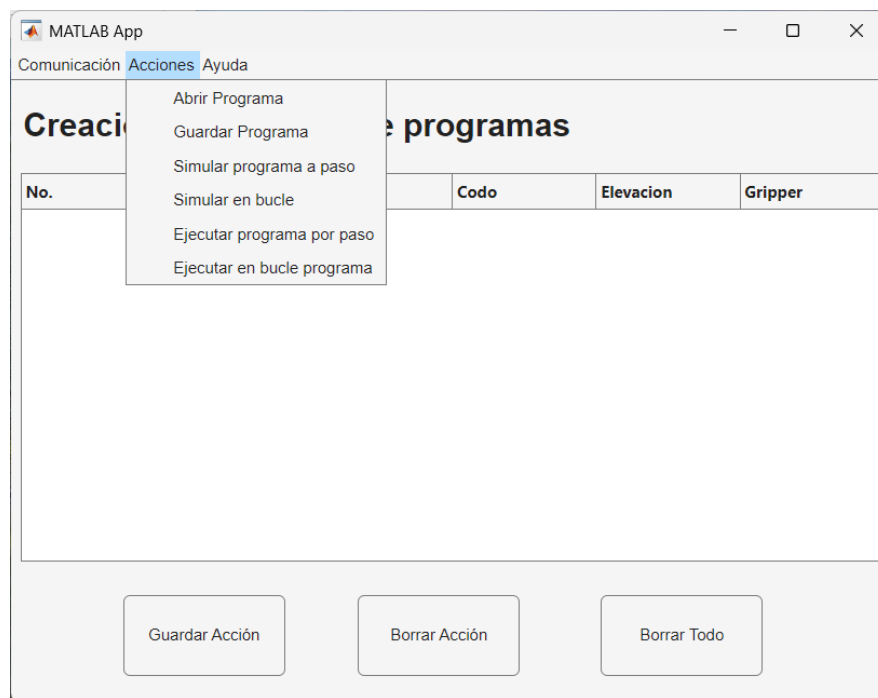 MATLAB App
Comunicación Acciones Ayuda
Abrir Programa
Guardar Programa
Simular programa a paso
Simular en bucle
Ejecutar programa por paso
Ejecutar en bucle programa
programas
No. Codo Elevacion Gripper
Guardar Acción Borrar Acción Borrar Todo